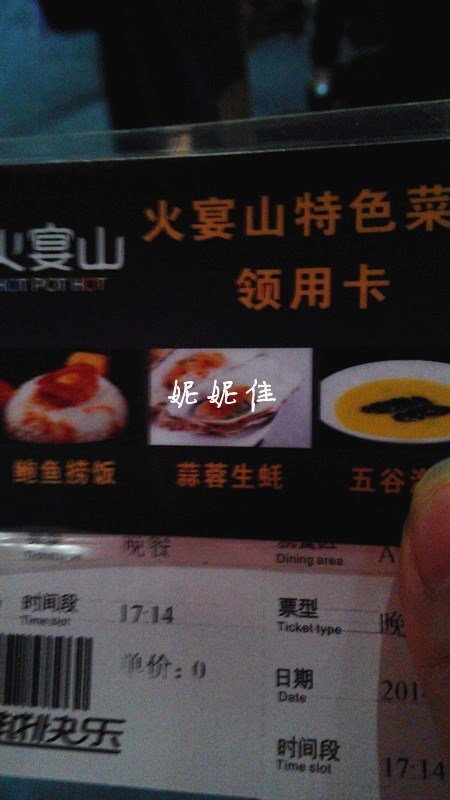 火宴山
HOT POT HOT
火宴山特色菜
领用卡
妮妮佳
鲍鱼捞饭
蒜蓉生蚝
五谷
晚餐
Dining area
A
时间段
Time slot
17:14
票型
Ticket type
晚
单价:0
日期
Date
201
快乐
时间段
Time slot
17:14